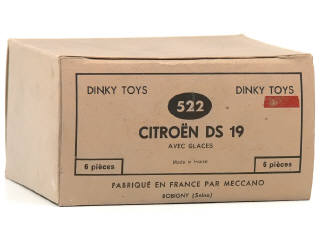 DINKY TOYS DINKY TOYS
522
CITROËN DS 19
AVEC GLACES
Made in France
6 pièces 6 pièces
FABRIQUÉ EN FRANCE PAR MECCANO
BOBIGNY (Seine)